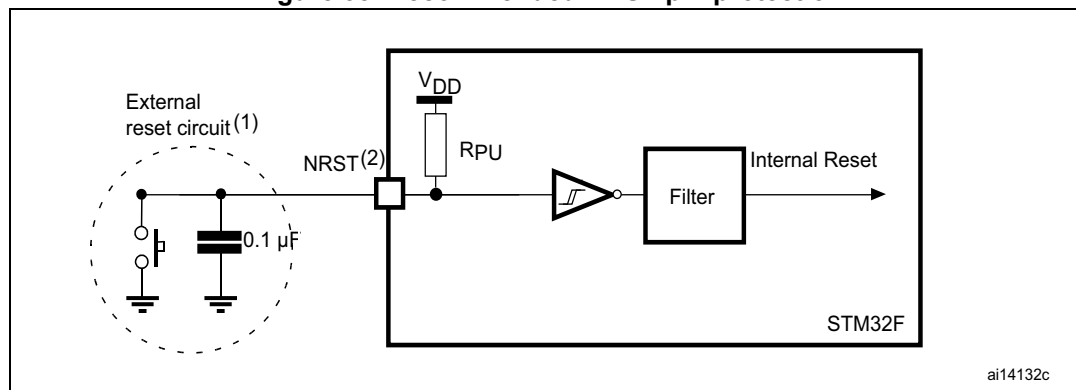 External
reset circuit(1)
VDD
NRST(2)
RPU
Internal Reset
Filter
0.1 μF
STM32F
ai14132c